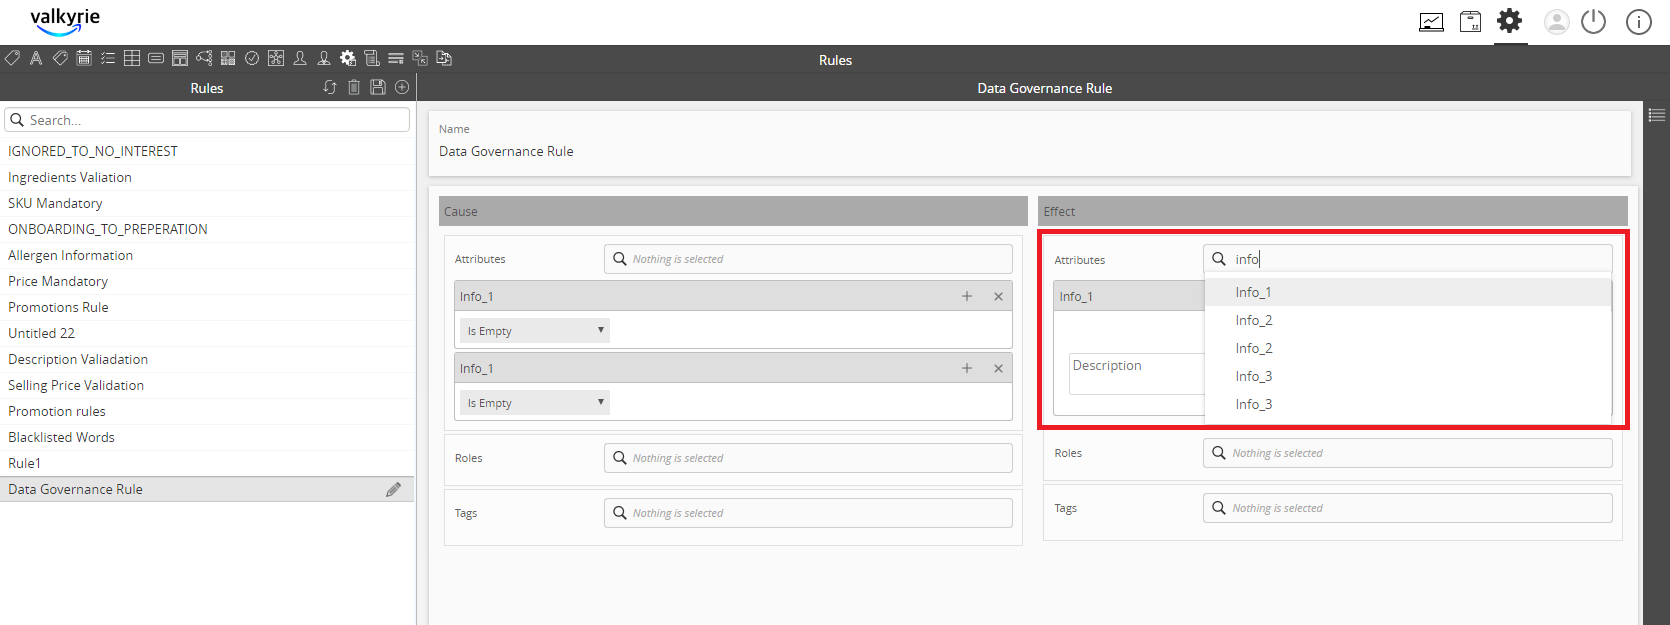 valkyrie
Rules
Rules
Data Governance Rule
Search...
IGNORED_TO_NO_INTEREST
Ingredients Valiation
SKU Mandatory
ONBOARDING_TO_PREPERATION
Allergen Information
Price Mandatory
Promotions Rule
Untitled 22
Description Valiadation
Selling Price Validation
Promotion rules
Blacklisted Words
Rule1
Data Governance Rule
Name
Data Governance Rule
Cause
Attributes
Nothing is selected
Info_1
Is Empty
Info_1
Is Empty
Roles
Nothing is selected
Tags
Nothing is selected
Effect
Attributes
info
Info_1
Info_1
Info_2
Info_2
Info_3
Info_3
Description
Roles
Nothing is selected
Tags
Nothing is selected